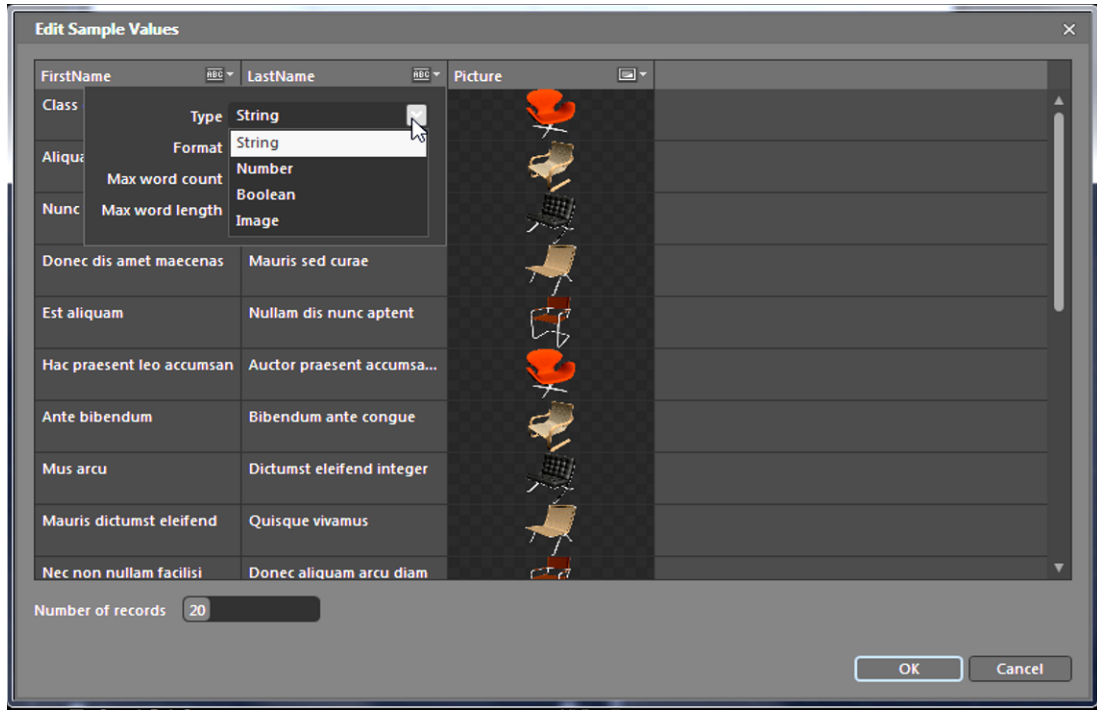 Edit Sample Values
FirstName ABC LastName ABC Picture
Class
Type String
Format String
Aliqua
Number
Max word count
Boolean
Nunc Max word length
Image
Donec dis amet maecenas Mauris sed curae
Est aliquam Nullam dis nunc aptent
Hac praesent leo accumsan Auctor praesent accumsa...
Ante bibendum Bibendum ante congue
Mus arcu Dictumst eleifend integer
Mauris dictumst eleifend Quisque vivamus
Nec non nullam facilisi Donec aliquam arcu diam
Number of records 20
OK Cancel